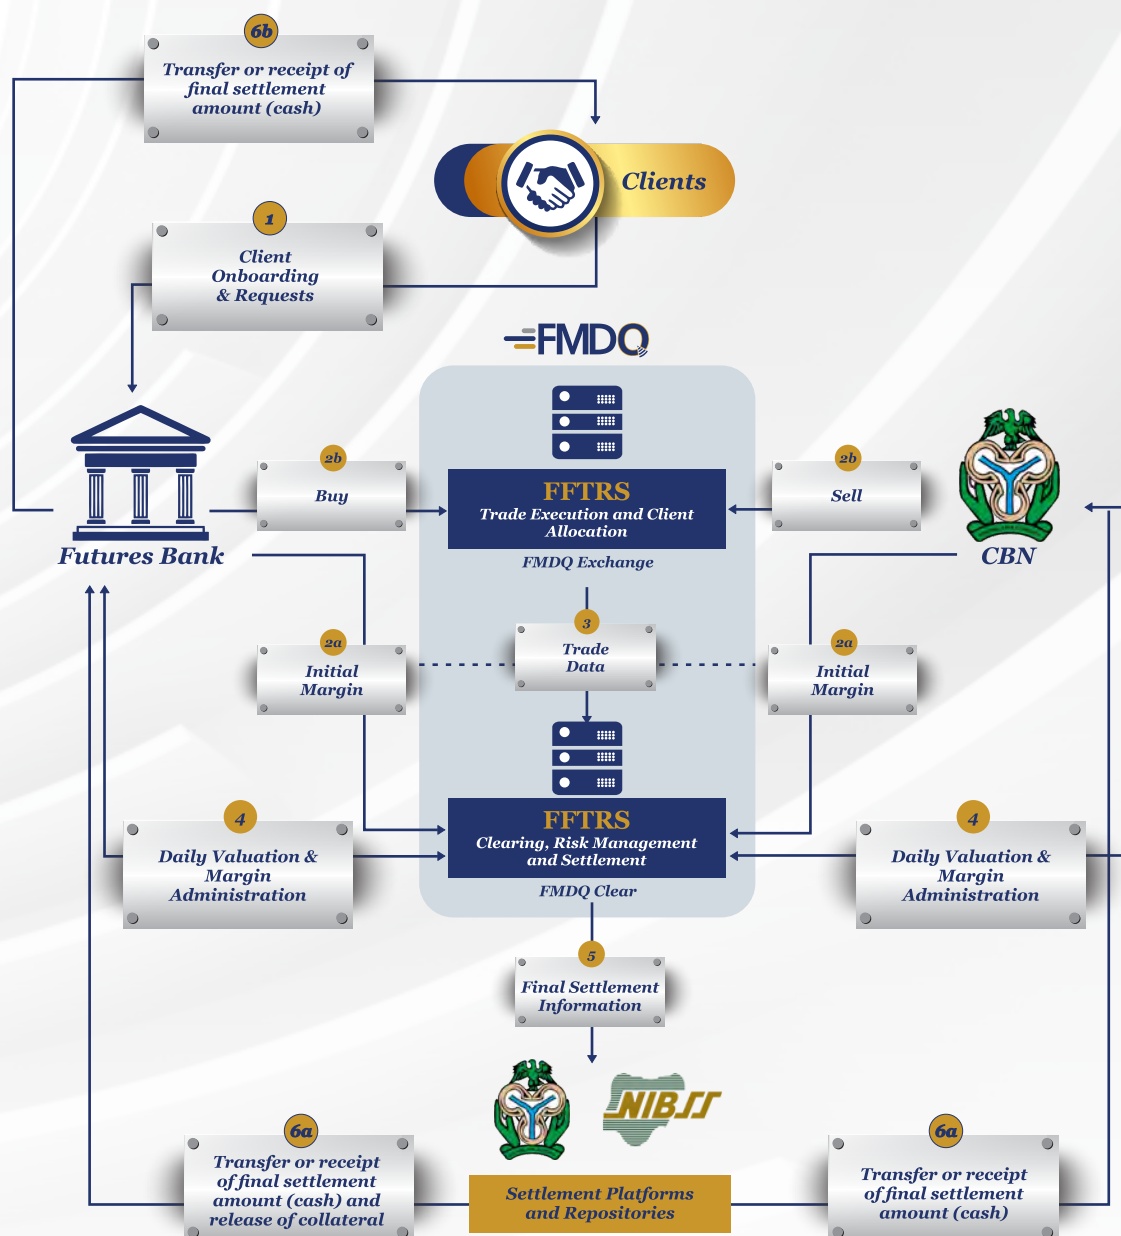 6b
Transfer or receipt of
final settlement
amount (cash)
Clients
1
Client
Onboarding
& Requests
FMDQ
2b
Buy
FFTRS
Trade Execution and Client
Allocation
2b
Sell
Futures Bank
FMDQ Exchange
CBN
3
Trade
Data
2a
Initial
Margin
2a
Initial
Margin
4
Daily Valuation &
Margin
Administration
FFTRS
Clearing, Risk Management
and Settlement
FMDQ Clear
4
Daily Valuation &
Margin
Administration
5
Final Settlement
Information
NIBSS
6a
Transfer or receipt
of final settlement
amount (cash) and
release of collateral
Settlement Platforms
and Repositories
6a
Transfer or receipt
of final settlement
amount (cash)